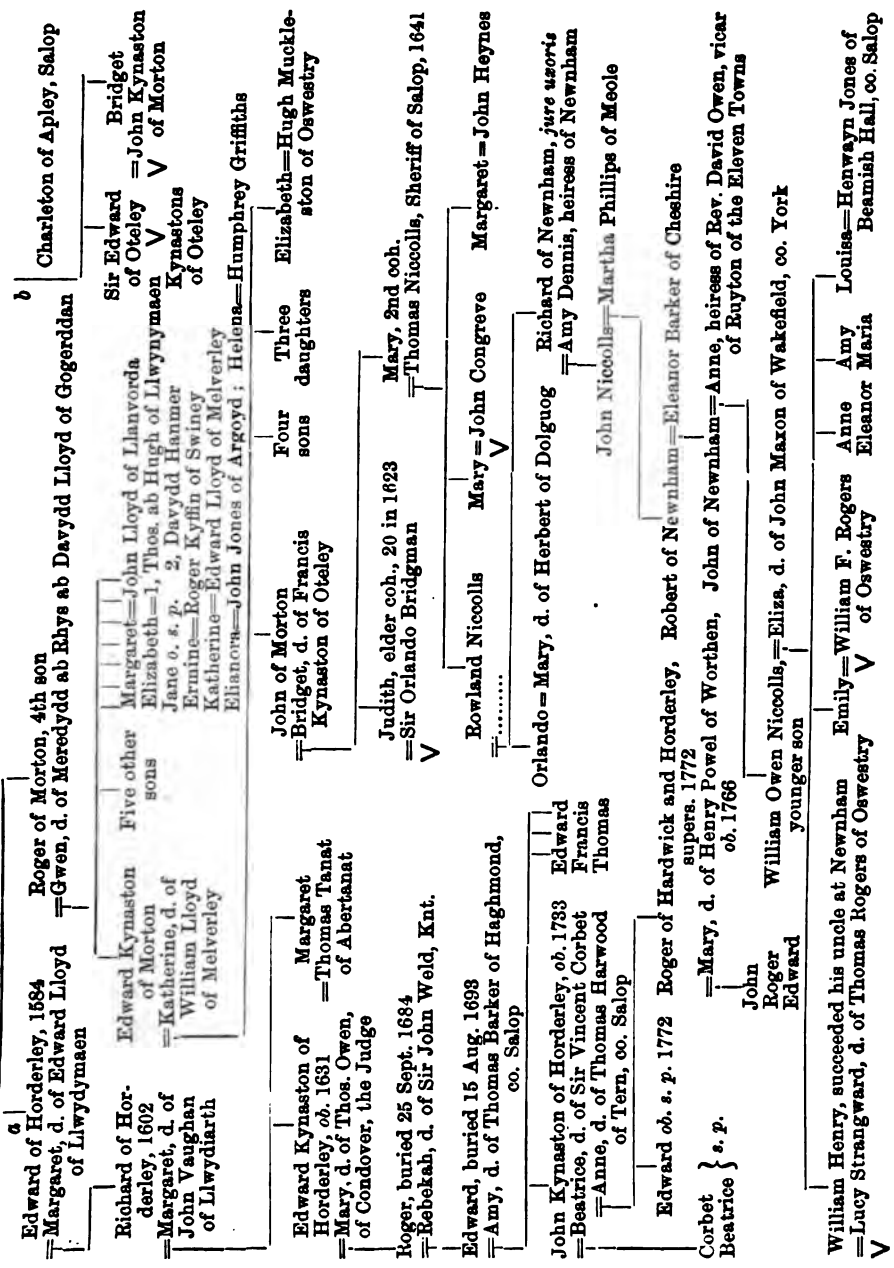 a
Edward of Horderley, 1584
=Margaret, d. of Edward Lloyd
of Llwydymaen
Roger of Morton, 4th son
=Gwen, d. of Meredydd ab Rhys ab Davydd Lloyd of Gogerddan
b
Charleton of Apley, Salop
Richard of Hor-
derley, 1602
=Margaret, d. of
John Vaughan
of Llwydiarth
Edward Kynaston
of Morton
=Katherine, d. of
William Lloyd
of Melverley
Five other
sons
Margaret=John Lloyd of Llanvorda
Elizabeth=1, Thos. ab Hugh of Llwynymaen
Jane o. s. p. 2, Davydd Hanmer
Ermine=Roger Kyffin of Swiney
Katherine=Edward Lloyd of Melverley
Elianora=John Jones of Argoyd; Helena=Humphrey Griffiths
Sir Edward
of Oteley
V
Kynastons
of Oteley
Bridget
=John Kynaston
V of Morton
Edward Kynaston of
Horderley, ob. 1631
=Mary, d. of Thos. Owen,
of Condover, the Judge
Margaret
=Thomas Tanat
of Abertanat
John of Morton
=Bridget, d. of Francis
Kynaston of Oteley
Four
sons
Three
daughters
Elizabeth=Hugh Muckle-
ston of Oswestry
Roger, buried 25 Sept. 1684
=Rebekah, d. of Sir John Weld, Knt.
Judith, elder coh., 20 in 1623
=Sir Orlando Bridgman
V
Mary, 2nd coh.
=Thomas Niccolls, Sheriff of Salop, 1641
Edward, buried 15 Aug. 1693
=Amy, d. of Thomas Barker of Haghmond,
co. Salop
Rowland Niccolls
=.........
Mary=John Congreve
V
Margaret=John Heynes
John Kynaston of Horderley, ob. 1733
=Beatrice, d. of Sir Vincent Corbet
=Anne, d. of Thomas Harwood
of Tern, co. Salop
Edward
Francis
Thomas
Orlando=Mary, d. of Herbert of Dolguog
Richard of Newnham, jure uxoris
=Amy Dennis, heiress of Newnham
John Niccolls=Martha Phillips of Meole
Corbet
Beatrice } s. p.
Edward ob. s. p. 1772
Roger of Hardwick and Horderley,
supers. 1772
=Mary, d. of Henry Powel of Worthen,
ob. 1766
Robert of Newnham=Eleanor Barker of Cheshire
John of Newnham=Anne, heiress of Rev. David Owen, vicar
of Ruyton of the Eleven Towns
John
Roger
Edward
William Owen Niccolls,=Eliza, d. of John Maxon of Wakefield, co. York
younger son
William Henry, succeeded his uncle at Newnham
=Lucy Strangward, d. of Thomas Rogers of Oswestry
V
Emily=William F. Rogers
V of Oswestry
Anne
Eleanor
Amy
Maria
Louisa=Henwayn Jones of
Beamish Hall, co. Salop